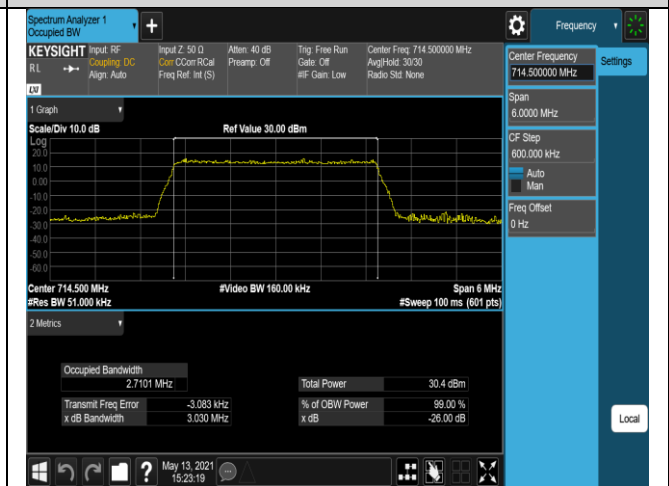 Spectrum Analyzer 1
Occupied BW
+
Frequency
KEYSIGHT
RL
LXI
Input: RF
Coupling: DC
Align: Auto
Input Z: 50 Ω
Corr CCorr RCal
Freq Ref: Int (S)
Atten: 40 dB
Preamp: Off
Trig: Free Run
Gate: Off
#IF Gain: Low
Center Freq: 714.500000 MHz
Avg|Hold: 30/30
Radio Std: None
Center Frequency
714.500000 MHz
Settings
Span
6.0000 MHz
CF Step
600.000 kHz
Auto
Man
Freq Offset
0 Hz
Local
1 Graph
Scale/Div 10.0 dB
Ref Value 30.00 dBm
Log
20.0
10.0
0.00
-10.0
-20.0
-30.0
-40.0
-50.0
-60.0
Center 714.500 MHz
#Video BW 160.00 kHz
Span 6 MHz
#Res BW 51.000 kHz
#Sweep 100 ms (601 pts)
2 Metrics
Occupied Bandwidth
2.7101 MHz
Total Power 30.4 dBm
Transmit Freq Error -3.083 kHz
% of OBW Power 99.00 %
x dB Bandwidth 3.030 MHz
x dB -26.00 dB
?
May 13, 2021
15:23:19